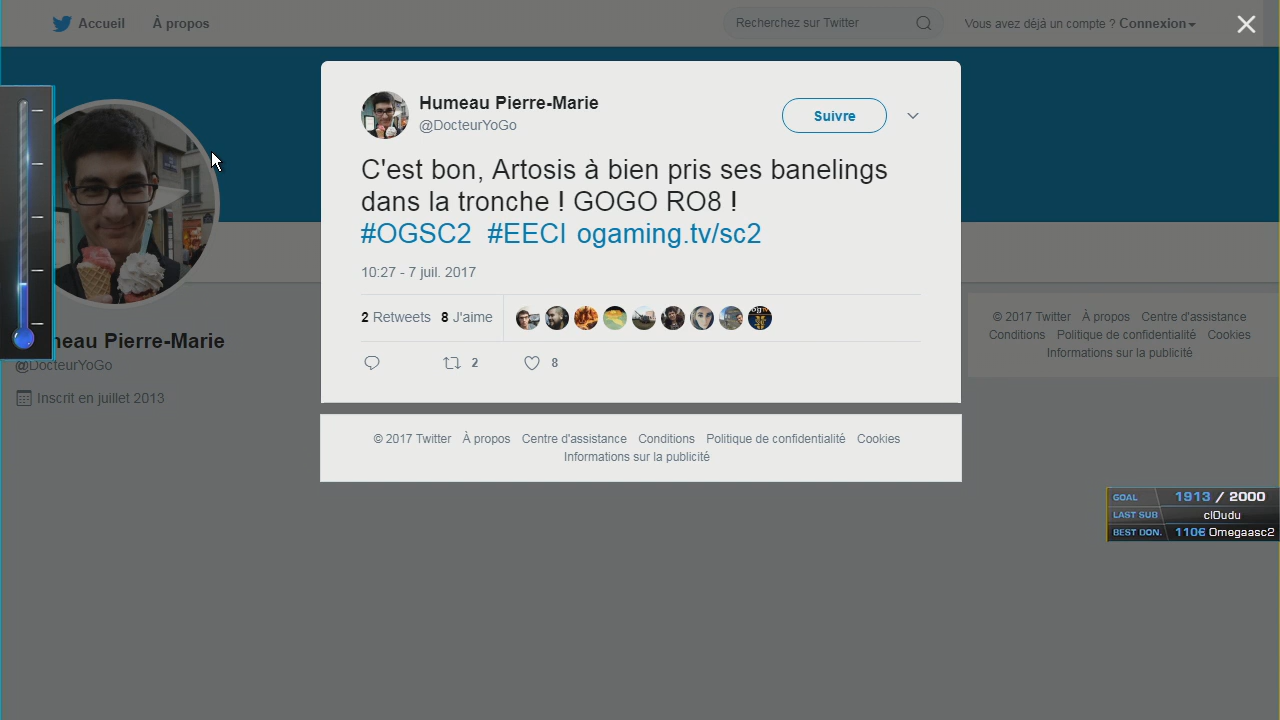 Accueil À propos
Recherchez sur Twitter
Vous avez déjà un compte ? Connexion
Humeau Pierre-Marie
@DocteurYoGo
Suivre
C'est bon, Artosis à bien pris ses banelings
dans la tronche ! GOGO RO8 !
#OGSC2 #EECI ogaming.tv/sc2
10:27 - 7 juil. 2017
2 Retweets 8 J'aime
2 8
© 2017 Twitter À propos Centre d'assistance Conditions Politique de confidentialité Cookies
Informations sur la publicité
meau Pierre-Marie
@DocteurYoGo
Inscrit en juillet 2013
© 2017 Twitter À propos Centre d'assistance
Conditions Politique de confidentialité Cookies
Informations sur la publicité
GOAL 1913 / 2000
LAST SUB cl0udu
BEST DON. 110€ Omegaasc2